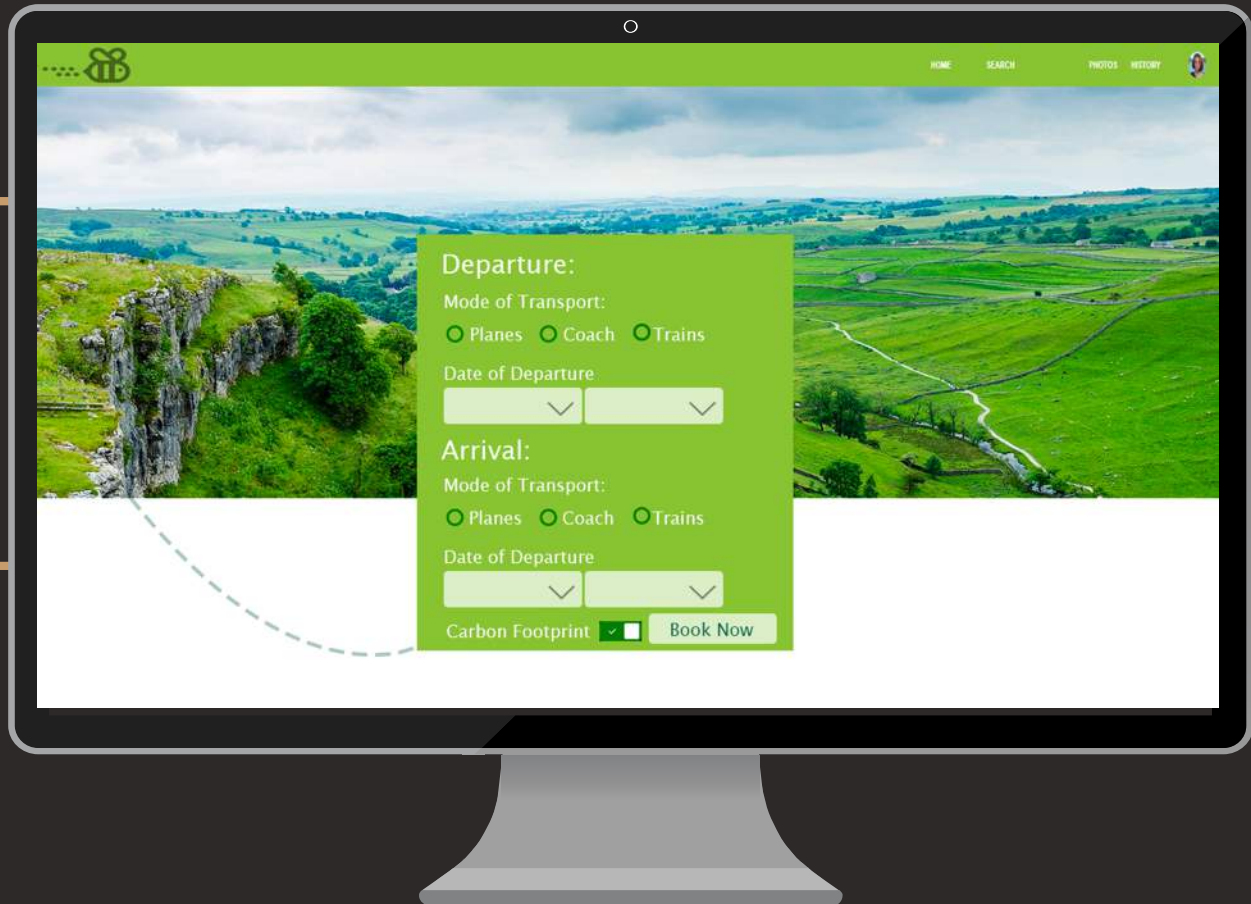 HOME SEARCH PHOTOS HISTORY
Departure:
Mode of Transport:
Planes Coach Trains
Date of Departure
Arrival:
Mode of Transport:
Planes Coach Trains
Date of Departure
Carbon Footprint Book Now